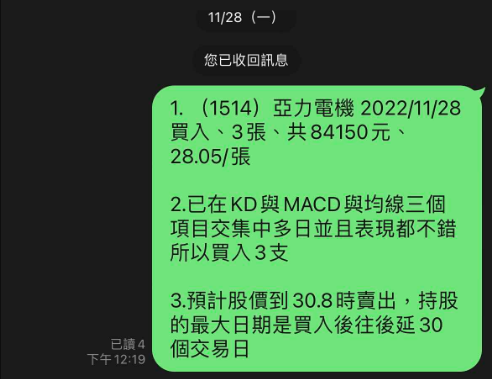 11/28（一）
您已收回訊息
1. （1514）亞力電機 2022/11/28
買入、3張、共84150元、
28.05/張
2.已在KD與MACD與均線三個
項目交集中多日並且表現都不錯
所以買入3支
3.預計股價到30.8時賣出，持股
的最大日期是買入後往後延30
個交易日
已讀4
下午12:19